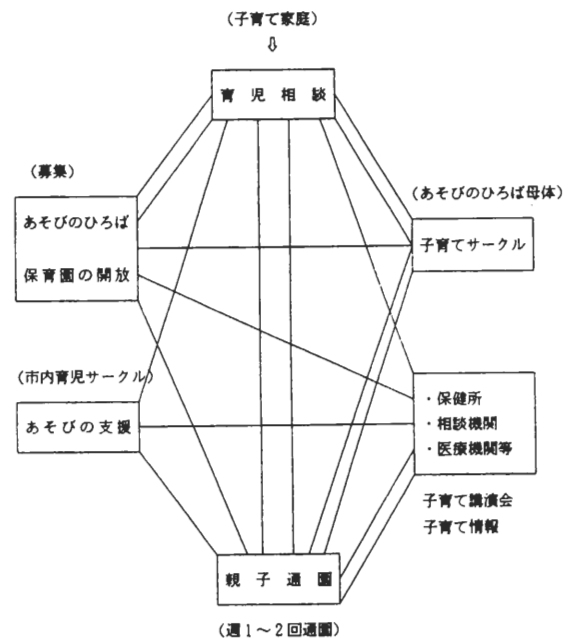 （子育て家庭）
⇩
育児相談
（募集）
あそびのひろば
保育園の開放
（あそびのひろば母体）
子育てサークル
（市内育児サークル）
あそびの支援
・保健所
・相談機関
・医療機関等
子育て講演会
子育て情報
親子通園
（週1～2回通園）